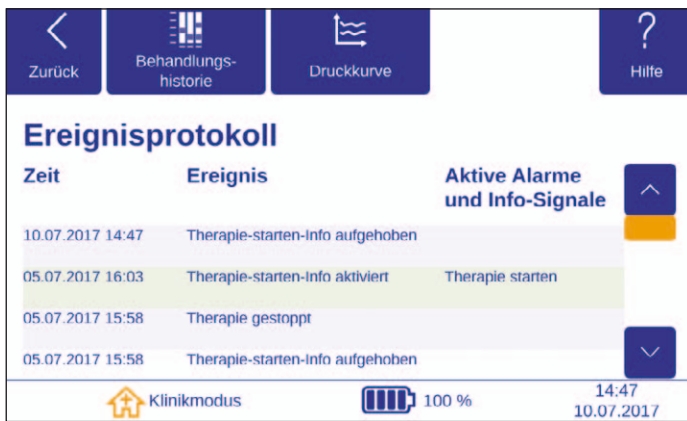 Zurück
Behandlungs-
historie
Druckkurve
?
Hilfe
Ereignisprotokoll
Zeit Ereignis Aktive Alarme
und Info-Signale
10.07.2017 14:47 Therapie-starten-Info aufgehoben
05.07.2017 16:03 Therapie-starten-Info aktiviert Therapie starten
05.07.2017 15:58 Therapie gestoppt
05.07.2017 15:58 Therapie-starten-Info aufgehoben
Klinikmodus 100 % 14:47
10.07.2017